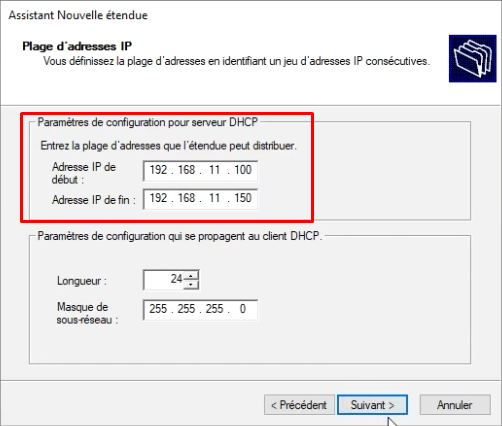 Assistant Nouvelle étendue
Plage d'adresses IP
Vous définissez la plage d'adresses en identifiant un jeu d'adresses IP consécutives.
Paramètres de configuration pour serveur DHCP
Entrez la plage d'adresses que l'étendue peut distribuer.
Adresse IP de
début :
192 . 168 . 11 . 100
Adresse IP de fin :
192 . 168 . 11 . 150
Paramètres de configuration qui se propagent au client DHCP.
Longueur :
24
Masque de
sous-réseau :
255 . 255 . 255 . 0
< Précédent
Suivant >
Annuler